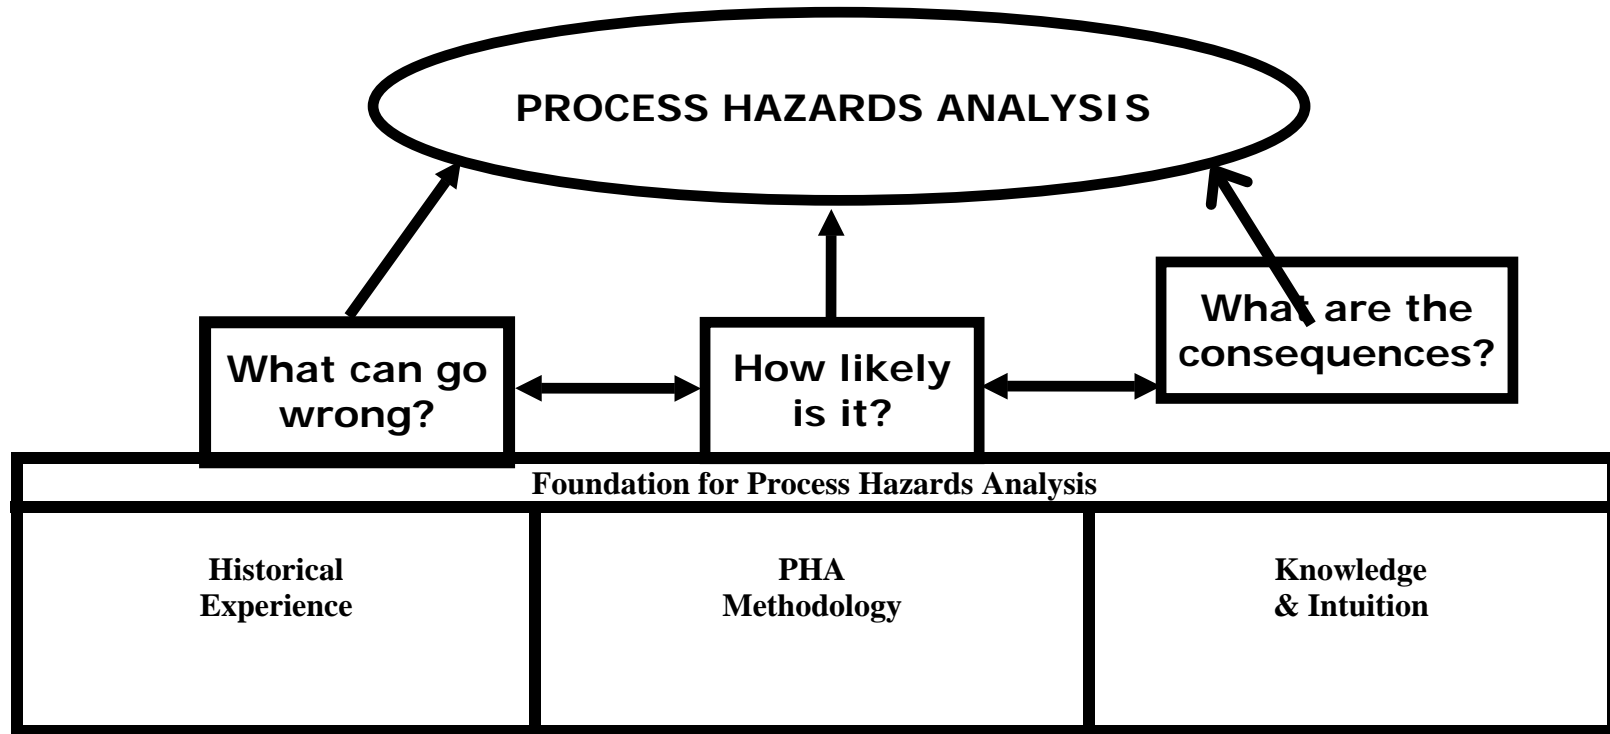 PROCESS HAZARDS ANALYSIS
What can go
wrong?
How likely
is it?
What are the
consequences?
Foundation for Process Hazards Analysis
Historical
Experience
PHA
Methodology
Knowledge
& Intuition